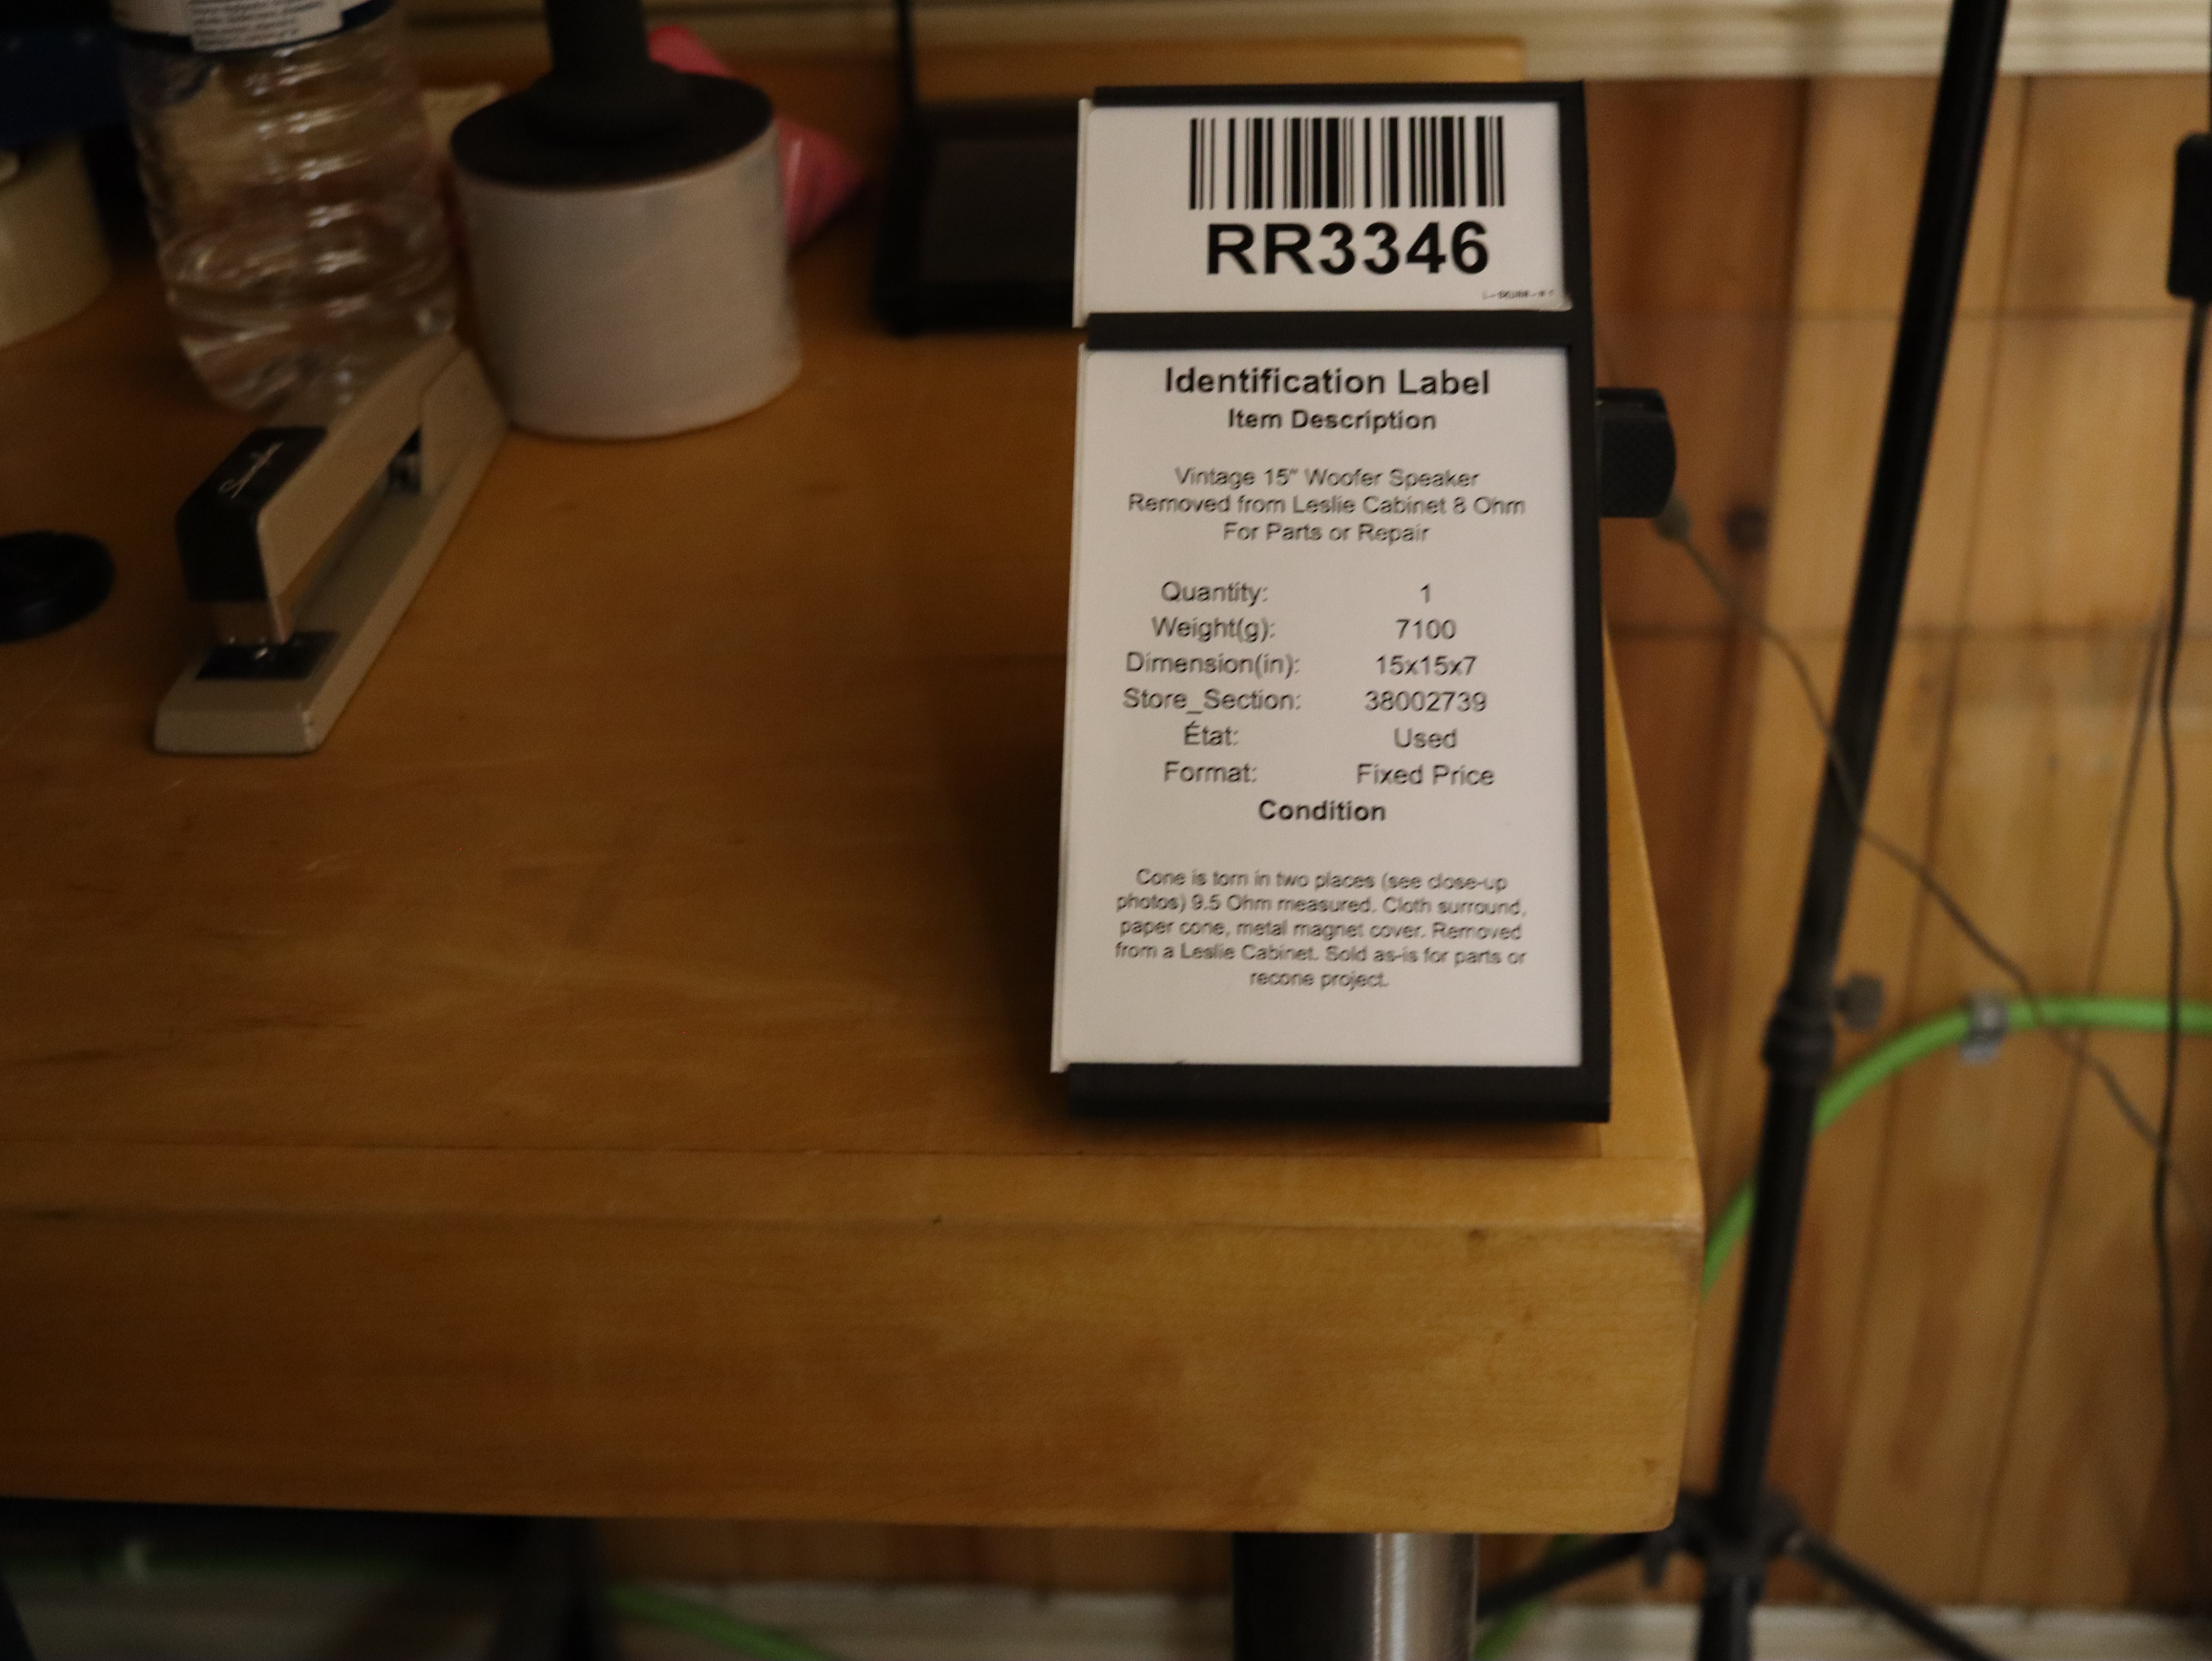 RR3346
Identification Label
Item Description
Vintage 15" Woofer Speaker
Removed from Leslie Cabinet 8 Ohm
For Parts or Repair
Quantity: 1
Weight(g): 7100
Dimension(in): 15x15x7
Store_Section: 38002739
État: Used
Format: Fixed Price
Condition
Cone is torn in two places (see close-up
photos) 9.5 Ohm measured. Cloth surround,
paper cone, metal magnet cover. Removed
from a Leslie Cabinet. Sold as-is for parts or
recone project.